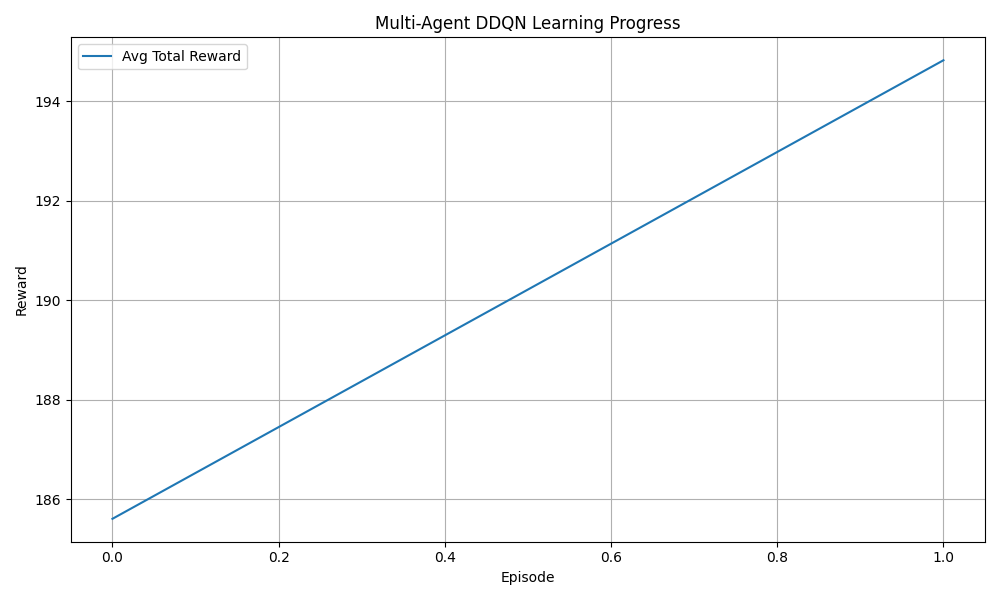 Multi-Agent DDQN Learning Progress
Avg Total Reward
194
192
190
188
186
Reward
0.0 0.2 0.4 0.6 0.8 1.0
Episode